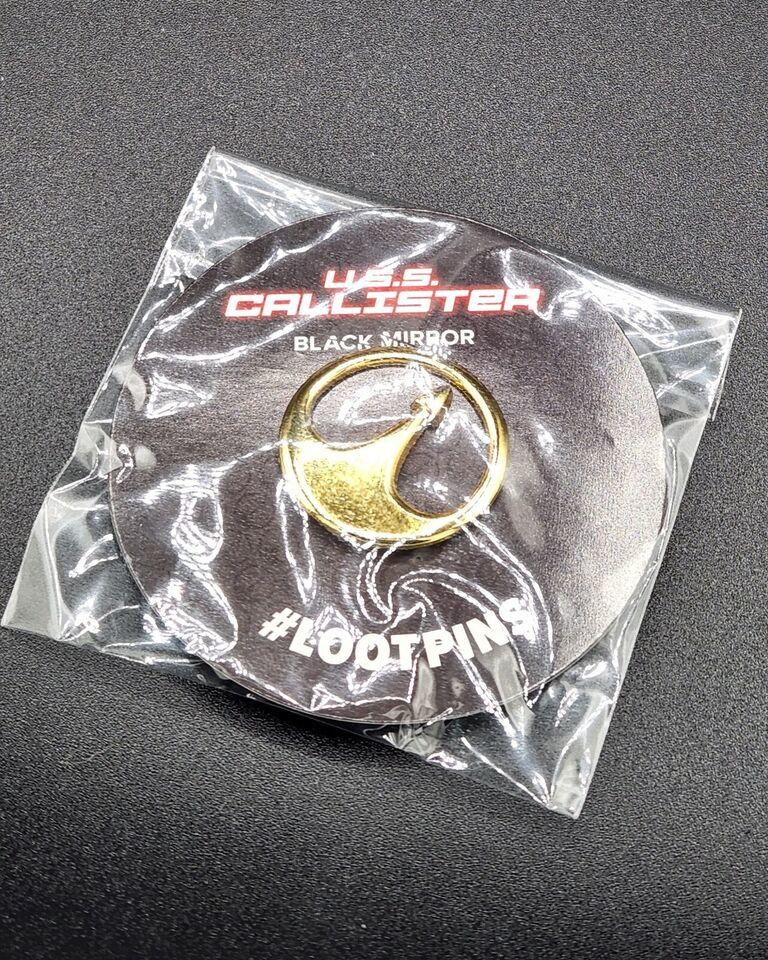 U.S.S.
CALLISTER
BLACK MIRROR
#LOOTPINS